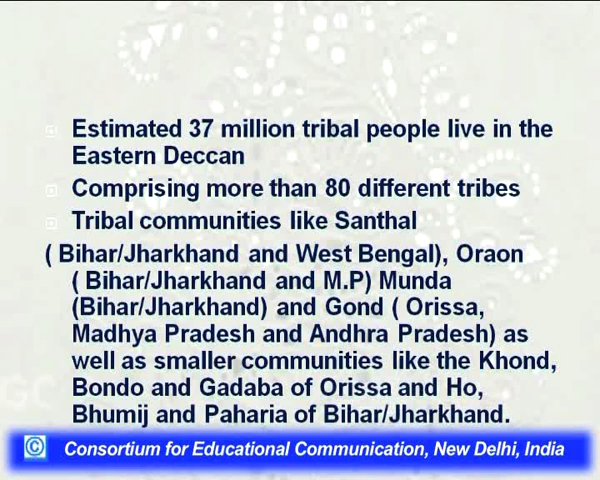 Estimated 37 million tribal people live in the
Eastern Deccan
Comprising more than 80 different tribes
Tribal communities like Santhal
( Bihar/Jharkhand and West Bengal), Oraon
( Bihar/Jharkhand and M.P) Munda
(Bihar/Jharkhand) and Gond ( Orissa,
Madhya Pradesh and Andhra Pradesh) as
well as smaller communities like the Khond,
Bondo and Gadaba of Orissa and Ho,
Bhumij and Paharia of Bihar/Jharkhand.
GC
© Consortium for Educational Communication, New Delhi, India